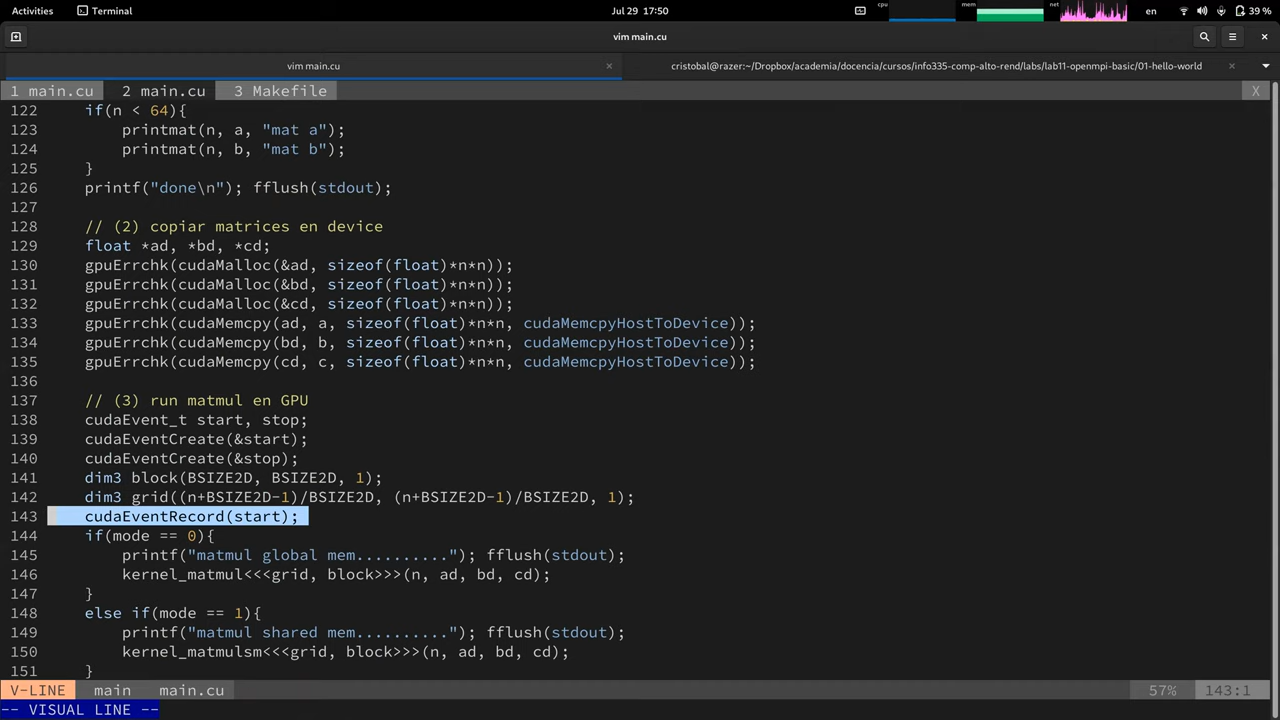 Activities Terminal Jul 29 17:50 cpu mem net en 39 %
vim main.cu
vim main.cu × cristobal@razer:~/Dropbox/academia/docencia/cursos/info335-comp-alto-rend/labs/lab11-openmpi-basic/01-hello-world ×
1 main.cu 2 main.cu 3 Makefile X
122 if(n < 64){
123 printmat(n, a, "mat a");
124 printmat(n, b, "mat b");
125 }
126 printf("done\n"); fflush(stdout);
127
128 // (2) copiar matrices en device
129 float *ad, *bd, *cd;
130 gpuErrchk(cudaMalloc(&ad, sizeof(float)*n*n));
131 gpuErrchk(cudaMalloc(&bd, sizeof(float)*n*n));
132 gpuErrchk(cudaMalloc(&cd, sizeof(float)*n*n));
133 gpuErrchk(cudaMemcpy(ad, a, sizeof(float)*n*n, cudaMemcpyHostToDevice));
134 gpuErrchk(cudaMemcpy(bd, b, sizeof(float)*n*n, cudaMemcpyHostToDevice));
135 gpuErrchk(cudaMemcpy(cd, c, sizeof(float)*n*n, cudaMemcpyHostToDevice));
136
137 // (3) run matmul en GPU
138 cudaEvent_t start, stop;
139 cudaEventCreate(&start);
140 cudaEventCreate(&stop);
141 dim3 block(BSIZE2D, BSIZE2D, 1);
142 dim3 grid((n+BSIZE2D-1)/BSIZE2D, (n+BSIZE2D-1)/BSIZE2D, 1);
143 cudaEventRecord(start);
144 if(mode == 0){
145 printf("matmul global mem.........."); fflush(stdout);
146 kernel_matmul<<<grid, block>>>(n, ad, bd, cd);
147 }
148 else if(mode == 1){
149 printf("matmul shared mem.........."); fflush(stdout);
150 kernel_matmulsm<<<grid, block>>>(n, ad, bd, cd);
151 }
V-LINE main main.cu 57% 143:1
-- VISUAL LINE --